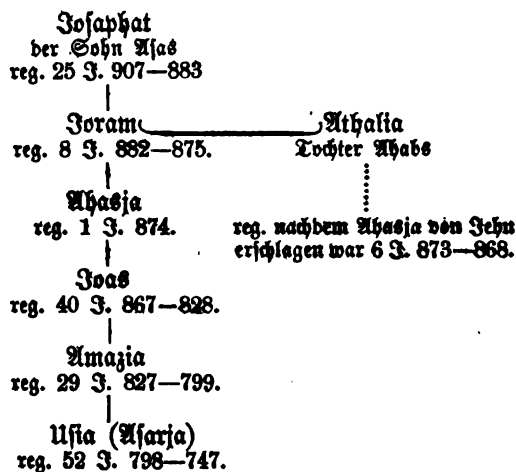 Josaphat
der Sohn Asas
reg. 25 J. 907—883
Joram
reg. 8 J. 882—875.
Athalia
Tochter Ahabs
Ahasja
reg. 1 J. 874.
reg. nachdem Ahasja von Jehu
erschlagen war 6 J. 873—868.
Joas
reg. 40 J. 867—828.
Amazia
reg. 29 J. 827—799.
Usia (Asarja)
reg. 52 J. 798—747.